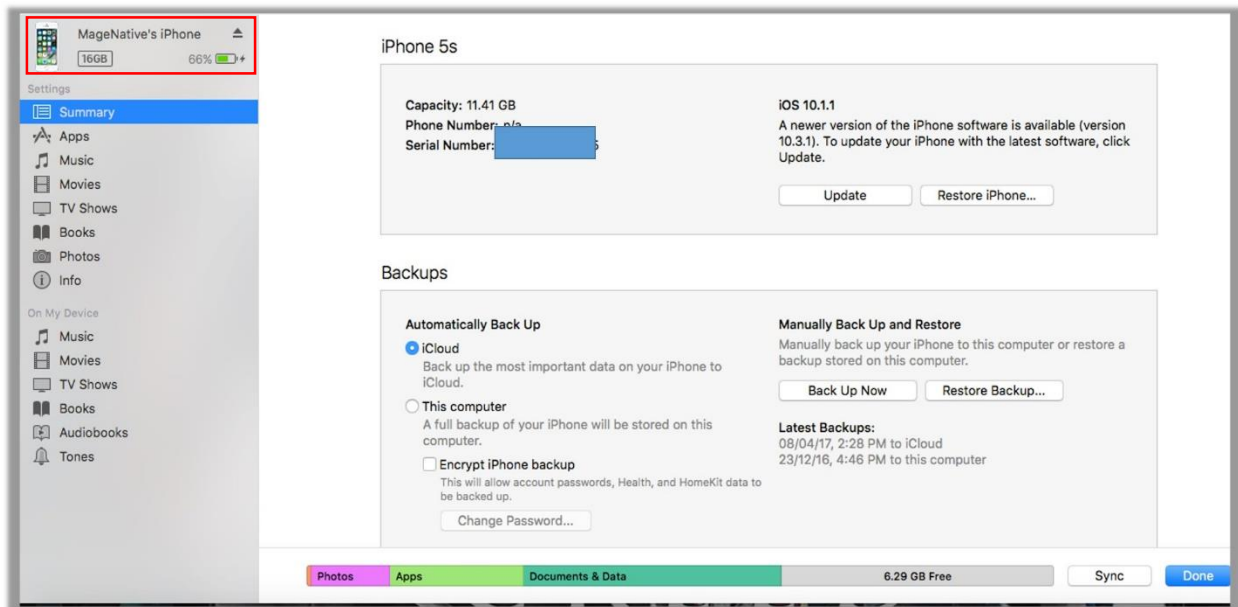 MageNative's iPhone
16GB
66%
Settings
Summary
Apps
Music
Movies
TV Shows
Books
Photos
Info
On My Device
Music
Movies
TV Shows
Books
Audiobooks
Tones
iPhone 5s
Capacity: 11.41 GB
Phone Number: n/a
Serial Number:
iOS 10.1.1
A newer version of the iPhone software is available (version
10.3.1). To update your iPhone with the latest software, click
Update.
Update
Restore iPhone...
Backups
Automatically Back Up
iCloud
Back up the most important data on your iPhone to
iCloud.
This computer
A full backup of your iPhone will be stored on this
computer.
Encrypt iPhone backup
This will allow account passwords, Health, and HomeKit data to
be backed up.
Change Password...
Manually Back Up and Restore
Manually back up your iPhone to this computer or restore a
backup stored on this computer.
Back Up Now
Restore Backup...
Latest Backups:
08/04/17, 2:28 PM to iCloud
23/12/16, 4:46 PM to this computer
Photos
Apps
Documents & Data
6.29 GB Free
Sync
Done